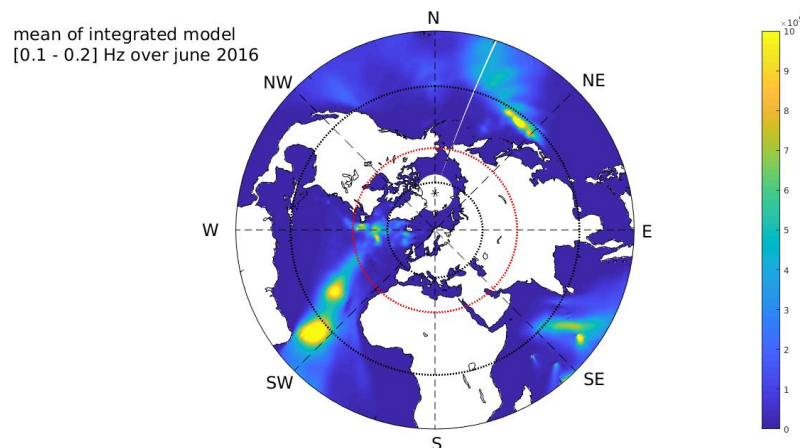 mean of integrated model
[0.1 - 0.2] Hz over june 2016
N
NE
E
SE
S
SW
W
NW
10
9
8
7
6
5
4
3
2
1
0